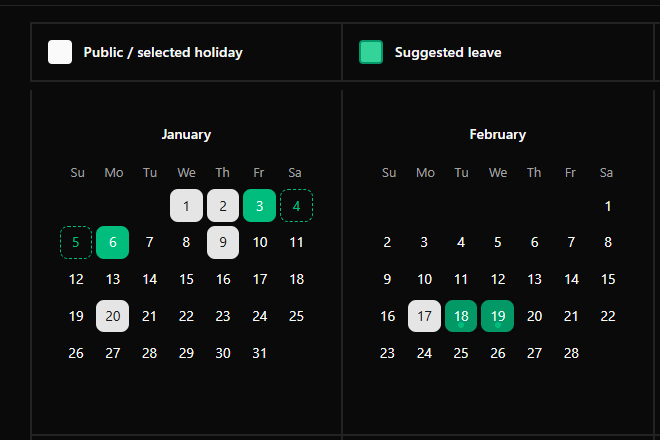 Public / selected holiday
Suggested leave
January
Su Mo Tu We Th Fr Sa
1 2 3 4
5 6 7 8 9 10 11
12 13 14 15 16 17 18
19 20 21 22 23 24 25
26 27 28 29 30 31
February
Su Mo Tu We Th Fr Sa
1
2 3 4 5 6 7 8
9 10 11 12 13 14 15
16 17 18 19 20 21 22
23 24 25 26 27 28